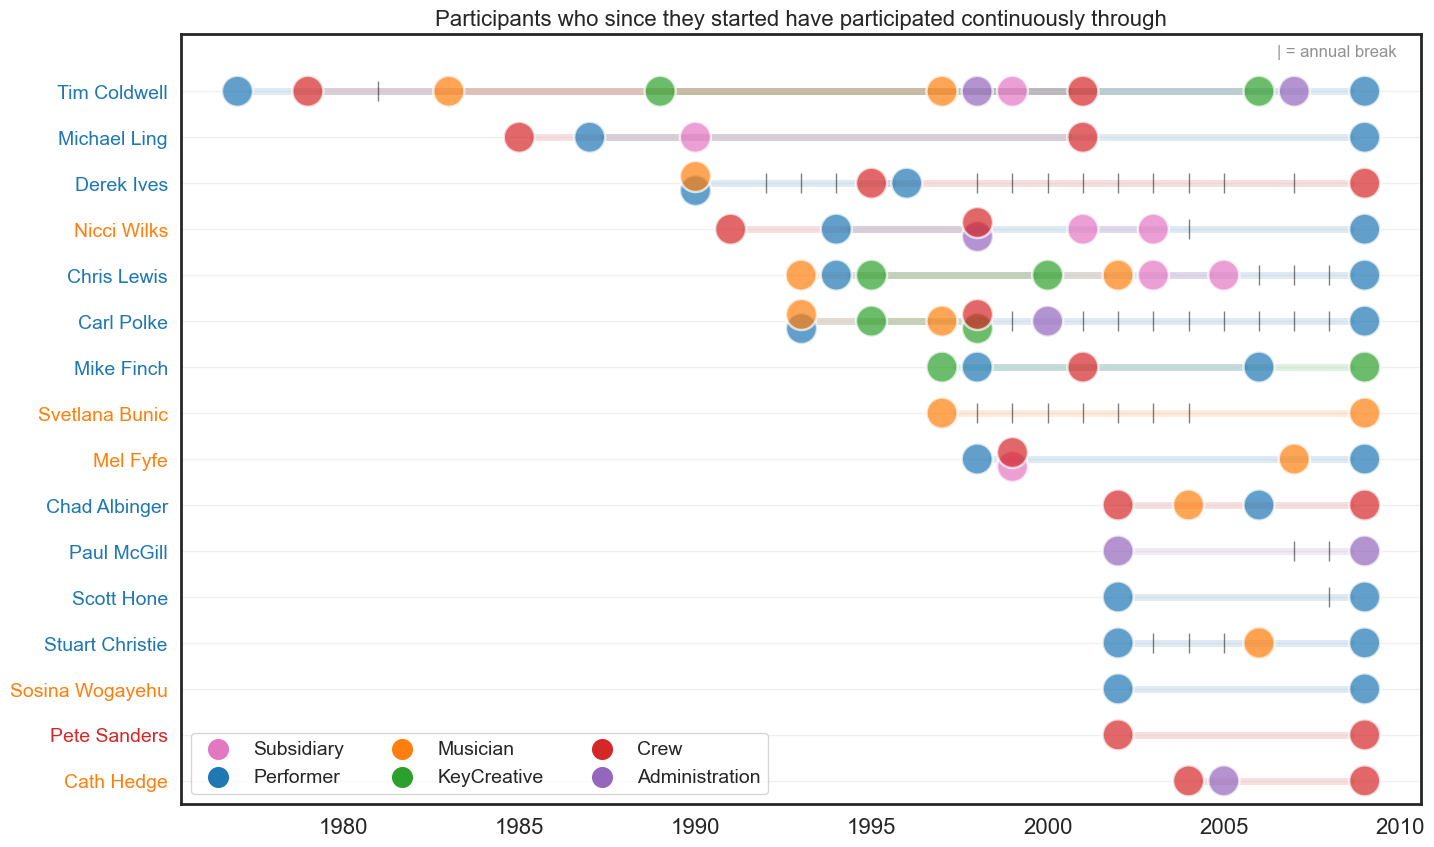 Participants who since they started have participated continuously through
| = annual break
Tim Coldwell
Michael Ling
Derek Ives
Nicci Wilks
Chris Lewis
Carl Polke
Mike Finch
Svetlana Bunic
Mel Fyfe
Chad Albinger
Paul McGill
Scott Hone
Stuart Christie
Sosina Wogayehu
Pete Sanders
Cath Hedge
Subsidiary Musician Crew
Performer KeyCreative Administration
1980 1985 1990 1995 2000 2005 2010